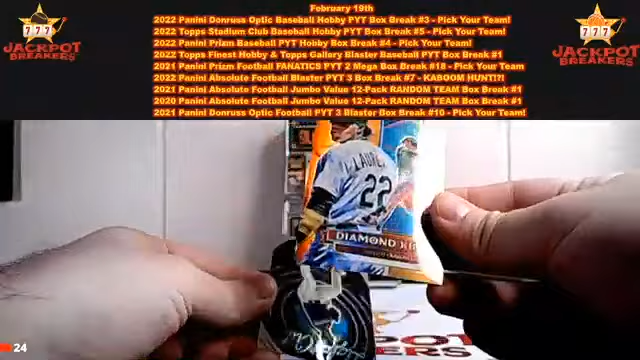 February 19th
2022 Panini Donruss Optic Baseball Hobby PYT Box Break #3 - Pick Your Team!
2022 Topps Stadium Club Hobby PYT Box Break #5 - Pick Your Team!
2022 Panini Prizm Baseball PYT Hobby Box Break #4 - Pick Your Team!
2022 Topps Finest Hobby & Topps Gallery Blaster Baseball PYT Box Break #1
2021 Panini Prizm Football FANATICS PYT 2 Mega Box Break #18 - Pick Your Team
2022 Panini Absolute Football Blaster PYT 3 Box Break #7 - KABOOM HUNT!?!
2021 Panini Absolute Football Jumbo Value 12-Pack RANDOM TEAM Box Break #1
2020 Panini Absolute Football Jumbo Value 12-Pack RANDOM TEAM Box Break #1
2021 Panini Donruss Optic Football PYT 3 Blaster Box Break #10 - Pick Your Team!
777
JACKPOT
BREAKERS
777
JACKPOT
BREAKERS
22
DIAMOND
24